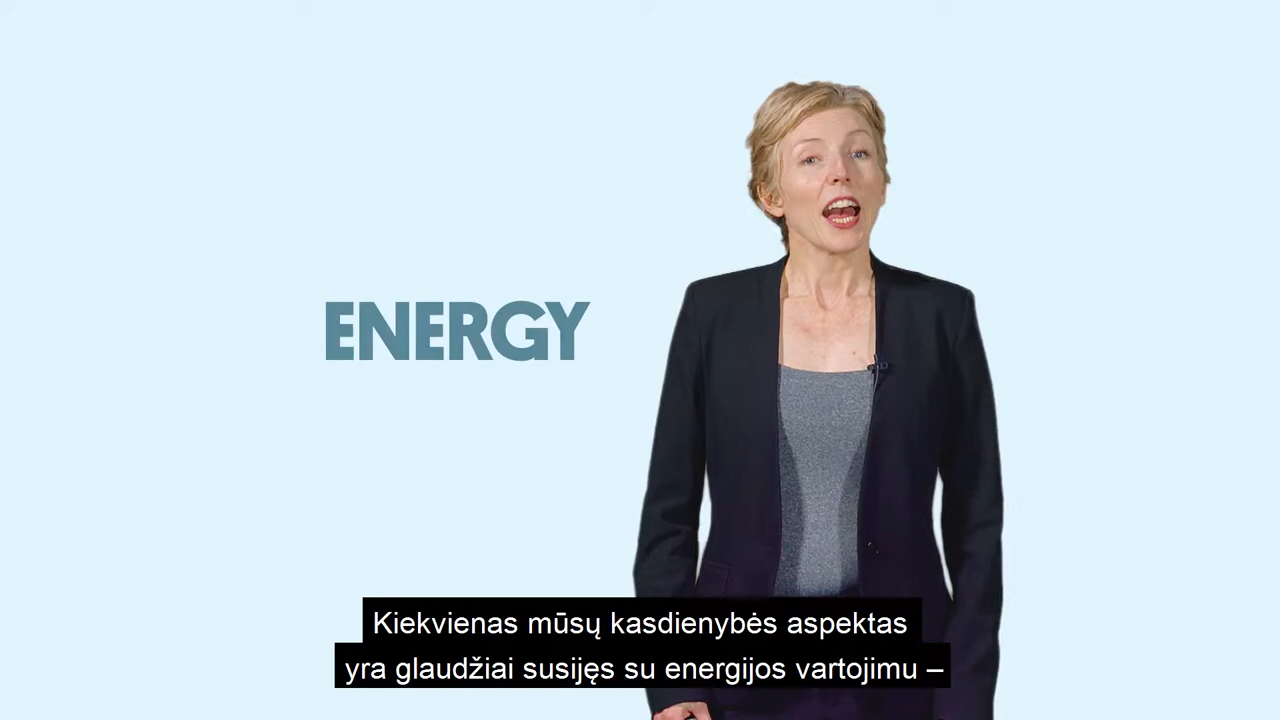 ENERGY
Kiekvienas mūsų kasdienybės aspektas
yra glaudžiai susijęs su energijos vartojimu –